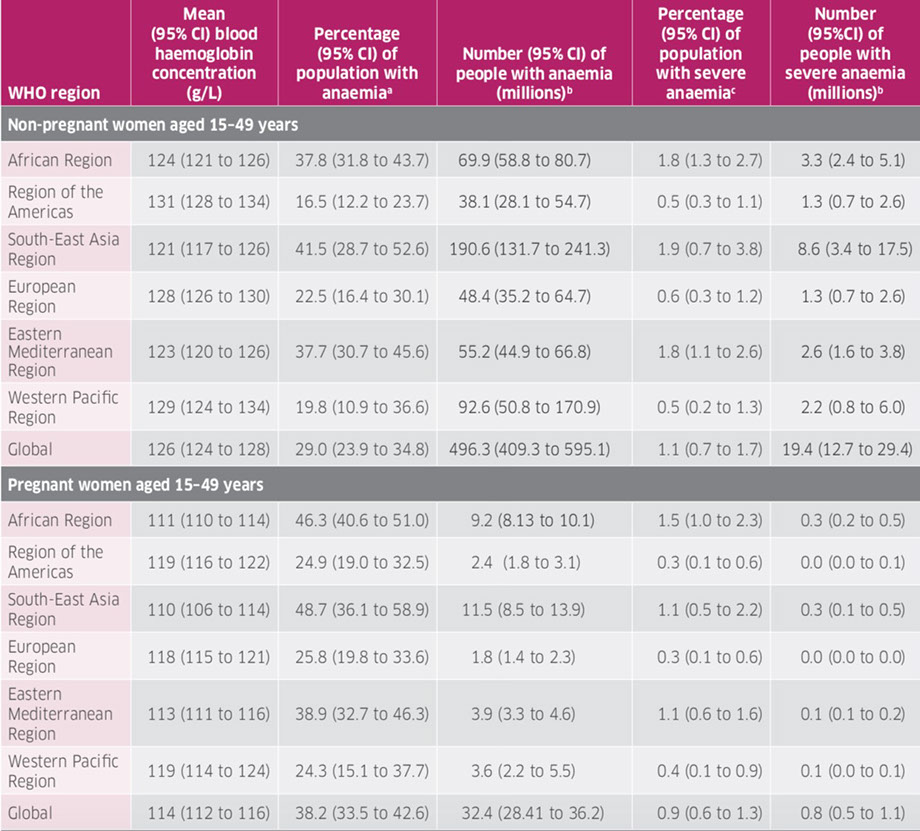 WHO region
Mean
(95% CI) blood
haemoglobin
concentration
(g/L)
Percentage
(95% CI) of
population with
anaemiaᵃ
Number (95% CI) of
people with anaemia
(millions)ᵇ
Percentage
(95% CI) of
population
with severe
anaemiaᶜ
Number
(95%CI) of
people with
severe anaemia
(millions)ᵇ
Non-pregnant women aged 15–49 years
African Region 124 (121 to 126) 37.8 (31.8 to 43.7) 69.9 (58.8 to 80.7) 1.8 (1.3 to 2.7) 3.3 (2.4 to 5.1)
Region of the
Americas 131 (128 to 134) 16.5 (12.2 to 23.7) 38.1 (28.1 to 54.7) 0.5 (0.3 to 1.1) 1.3 (0.7 to 2.6)
South-East Asia
Region 121 (117 to 126) 41.5 (28.7 to 52.6) 190.6 (131.7 to 241.3) 1.9 (0.7 to 3.8) 8.6 (3.4 to 17.5)
European
Region 128 (126 to 130) 22.5 (16.4 to 30.1) 48.4 (35.2 to 64.7) 0.6 (0.3 to 1.2) 1.3 (0.7 to 2.6)
Eastern
Mediterranean
Region 123 (120 to 126) 37.7 (30.7 to 45.6) 55.2 (44.9 to 66.8) 1.8 (1.1 to 2.6) 2.6 (1.6 to 3.8)
Western Pacific
Region 129 (124 to 134) 19.8 (10.9 to 36.6) 92.6 (50.8 to 170.9) 0.5 (0.2 to 1.3) 2.2 (0.8 to 6.0)
Global 126 (124 to 128) 29.0 (23.9 to 34.8) 496.3 (409.3 to 595.1) 1.1 (0.7 to 1.7) 19.4 (12.7 to 29.4)
Pregnant women aged 15–49 years
African Region 111 (110 to 114) 46.3 (40.6 to 51.0) 9.2 (8.13 to 10.1) 1.5 (1.0 to 2.3) 0.3 (0.2 to 0.5)
Region of the
Americas 119 (116 to 122) 24.9 (19.0 to 32.5) 2.4 (1.8 to 3.1) 0.3 (0.1 to 0.6) 0.0 (0.0 to 0.1)
South-East Asia
Region 110 (106 to 114) 48.7 (36.1 to 58.9) 11.5 (8.5 to 13.9) 1.1 (0.5 to 2.2) 0.3 (0.1 to 0.5)
European
Region 118 (115 to 121) 25.8 (19.8 to 33.6) 1.8 (1.4 to 2.3) 0.3 (0.1 to 0.6) 0.0 (0.0 to 0.0)
Eastern
Mediterranean
Region 113 (111 to 116) 38.9 (32.7 to 46.3) 3.9 (3.3 to 4.6) 1.1 (0.6 to 1.6) 0.1 (0.1 to 0.2)
Western Pacific
Region 119 (114 to 124) 24.3 (15.1 to 37.7) 3.6 (2.2 to 5.5) 0.4 (0.1 to 0.9) 0.1 (0.0 to 0.1)
Global 114 (112 to 116) 38.2 (33.5 to 42.6) 32.4 (28.41 to 36.2) 0.9 (0.6 to 1.3) 0.8 (0.5 to 1.1)